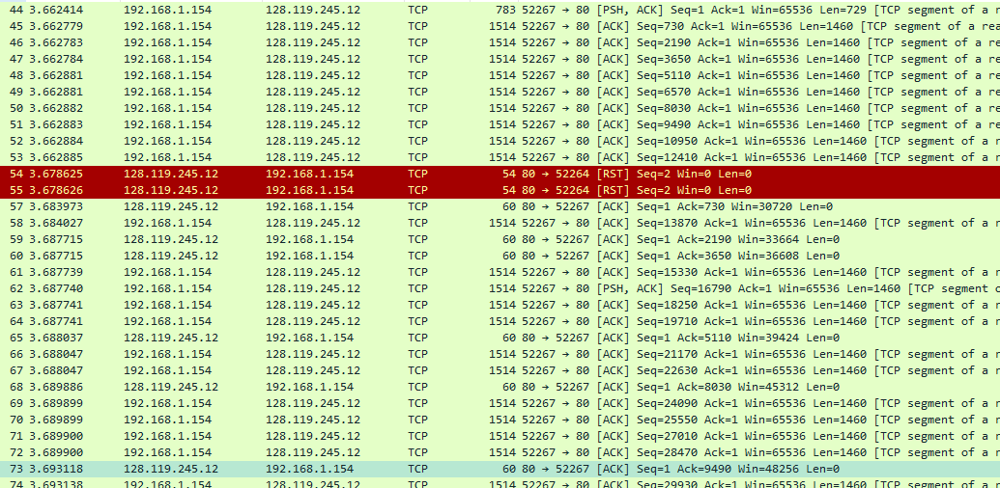 44 3.662414 192.168.1.154 128.119.245.12 TCP 783 52267 → 80 [PSH, ACK] Seq=1 Ack=1 Win=65536 Len=729 [TCP segment of a
45 3.662779 192.168.1.154 128.119.245.12 TCP 1514 52267 → 80 [ACK] Seq=730 Ack=1 Win=65536 Len=1460 [TCP segment of a rea
46 3.662783 192.168.1.154 128.119.245.12 TCP 1514 52267 → 80 [ACK] Seq=2190 Ack=1 Win=65536 Len=1460 [TCP segment of a re
47 3.662784 192.168.1.154 128.119.245.12 TCP 1514 52267 → 80 [ACK] Seq=3650 Ack=1 Win=65536 Len=1460 [TCP segment of a re
48 3.662881 192.168.1.154 128.119.245.12 TCP 1514 52267 → 80 [ACK] Seq=5110 Ack=1 Win=65536 Len=1460 [TCP segment of a re
49 3.662881 192.168.1.154 128.119.245.12 TCP 1514 52267 → 80 [ACK] Seq=6570 Ack=1 Win=65536 Len=1460 [TCP segment of a re
50 3.662882 192.168.1.154 128.119.245.12 TCP 1514 52267 → 80 [ACK] Seq=8030 Ack=1 Win=65536 Len=1460 [TCP segment of a re
51 3.662883 192.168.1.154 128.119.245.12 TCP 1514 52267 → 80 [ACK] Seq=9490 Ack=1 Win=65536 Len=1460 [TCP segment of a re
52 3.662884 192.168.1.154 128.119.245.12 TCP 1514 52267 → 80 [ACK] Seq=10950 Ack=1 Win=65536 Len=1460 [TCP segment of a r
53 3.662885 192.168.1.154 128.119.245.12 TCP 1514 52267 → 80 [ACK] Seq=12410 Ack=1 Win=65536 Len=1460 [TCP segment of a r
54 3.678625 128.119.245.12 192.168.1.154 TCP 54 80 → 52264 [RST] Seq=2 Win=0 Len=0
55 3.678626 128.119.245.12 192.168.1.154 TCP 54 80 → 52264 [RST] Seq=2 Win=0 Len=0
57 3.683973 128.119.245.12 192.168.1.154 TCP 60 80 → 52267 [ACK] Seq=1 Ack=730 Win=30720 Len=0
58 3.684027 192.168.1.154 128.119.245.12 TCP 1514 52267 → 80 [ACK] Seq=13870 Ack=1 Win=65536 Len=1460 [TCP segment of a r
59 3.687715 128.119.245.12 192.168.1.154 TCP 60 80 → 52267 [ACK] Seq=1 Ack=2190 Win=33664 Len=0
60 3.687715 128.119.245.12 192.168.1.154 TCP 60 80 → 52267 [ACK] Seq=1 Ack=3650 Win=36608 Len=0
61 3.687739 192.168.1.154 128.119.245.12 TCP 1514 52267 → 80 [ACK] Seq=15330 Ack=1 Win=65536 Len=1460 [TCP segment of a r
62 3.687740 192.168.1.154 128.119.245.12 TCP 1514 52267 → 80 [PSH, ACK] Seq=16790 Ack=1 Win=65536 Len=1460 [TCP segment o
63 3.687741 192.168.1.154 128.119.245.12 TCP 1514 52267 → 80 [ACK] Seq=18250 Ack=1 Win=65536 Len=1460 [TCP segment of a r
64 3.687741 192.168.1.154 128.119.245.12 TCP 1514 52267 → 80 [ACK] Seq=19710 Ack=1 Win=65536 Len=1460 [TCP segment of a r
65 3.688037 128.119.245.12 192.168.1.154 TCP 60 80 → 52267 [ACK] Seq=1 Ack=5110 Win=39424 Len=0
66 3.688047 192.168.1.154 128.119.245.12 TCP 1514 52267 → 80 [ACK] Seq=21170 Ack=1 Win=65536 Len=1460 [TCP segment of a r
67 3.688047 192.168.1.154 128.119.245.12 TCP 1514 52267 → 80 [ACK] Seq=22630 Ack=1 Win=65536 Len=1460 [TCP segment of a r
68 3.689886 128.119.245.12 192.168.1.154 TCP 60 80 → 52267 [ACK] Seq=1 Ack=8030 Win=45312 Len=0
69 3.689899 192.168.1.154 128.119.245.12 TCP 1514 52267 → 80 [ACK] Seq=24090 Ack=1 Win=65536 Len=1460 [TCP segment of a r
70 3.689899 192.168.1.154 128.119.245.12 TCP 1514 52267 → 80 [ACK] Seq=25550 Ack=1 Win=65536 Len=1460 [TCP segment of a r
71 3.689900 192.168.1.154 128.119.245.12 TCP 1514 52267 → 80 [ACK] Seq=27010 Ack=1 Win=65536 Len=1460 [TCP segment of a r
72 3.689900 192.168.1.154 128.119.245.12 TCP 1514 52267 → 80 [ACK] Seq=28470 Ack=1 Win=65536 Len=1460 [TCP segment of a r
73 3.693118 128.119.245.12 192.168.1.154 TCP 60 80 → 52267 [ACK] Seq=1 Ack=9490 Win=48256 Len=0
74 3.693138 192.168.1.154 128.119.245.12 TCP 1514 52267 → 80 [ACK] Seq=29930 Ack=1 Win=65536 Len=1460 [TCP segment of a r